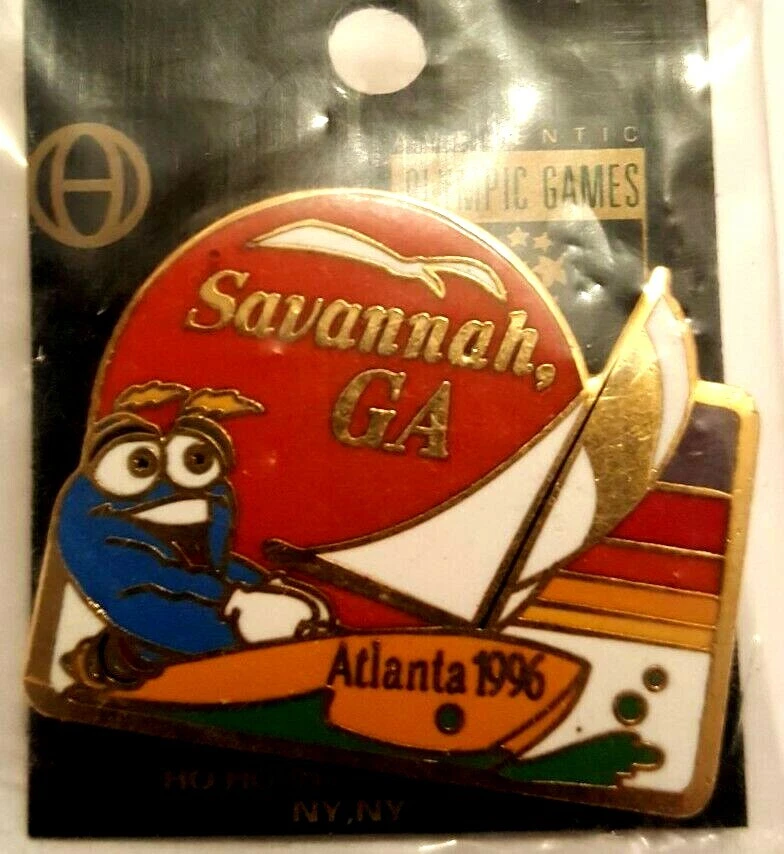 OLYMPIC GAMES
Savannah,
GA
Atlanta 1996
NY, NY